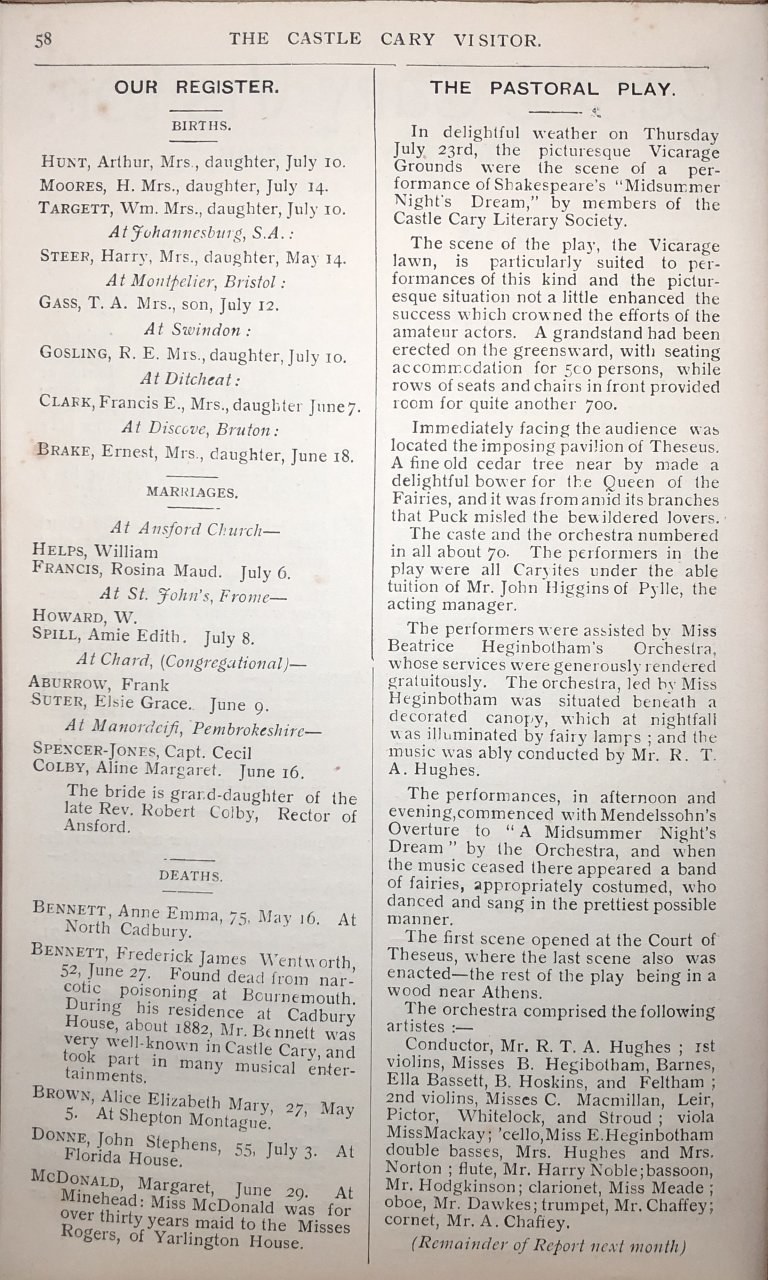 58
THE CASTLE CARY VISITOR.
OUR REGISTER.
BIRTHS.
HUNT, Arthur, Mrs., daughter, July 10.
MOORES, H. Mrs., daughter, July 14.
TARGETT, Wm. Mrs., daughter, July 10.
At Johannesburg, S.A.:
STEER, Harry, Mrs., daughter, May 14.
At Montpelier, Bristol:
GASS, T. A. Mrs., son, July 12.
At Swindon:
GOSLING, R. E. Mrs., daughter, July 10.
At Ditcheat:
CLARK, Francis E., Mrs., daughter June 7.
At Discove, Bruton:
BRAKE, Ernest, Mrs., daughter, June 18.
MARRIAGES.
At Ansford Church—
HELPS, William
FRANCIS, Rosina Maud. July 6.
At St. John's, Frome—
HOWARD, W.
SPILL, Amie Edith. July 8.
At Chard, (Congregational)—
ABURROW, Frank
SUTER, Elsie Grace. June 9.
At Manordeifi, Pembrokeshire—
SPENCER-JONES, Capt. Cecil
COLBY, Aline Margaret. June 16.
The bride is grand-daughter of the
late Rev. Robert Colby, Rector of
Ansford.
DEATHS.
BENNETT, Anne Emma, 75, May 16. At
North Cadbury.
BENNETT, Frederick James Wentworth,
52, June 27. Found dead from nar-
cotic poisoning at Bournemouth.
During his residence at Cadbury
House, about 1882, Mr. Bennett was
very well-known in Castle Cary, and
took part in many musical enter-
tainments.
BROWN, Alice Elizabeth Mary, 27, May
5. At Shepton Montague.
DONNE, John Stephens, 55, July 3. At
Florida House.
MCDONALD, Margaret, June 29. At
Minehead: Miss McDonald was for
over thirty years maid to the Misses
Rogers, of Yarlington House.
THE PASTORAL PLAY.
In delightful weather on Thursday
July 23rd, the picturesque Vicarage
Grounds were the scene of a per-
formance of Shakespeare's "Midsummer
Night's Dream," by members of the
Castle Cary Literary Society.
The scene of the play, the Vicarage
lawn, is particularly suited to per-
formances of this kind and the pictur-
esque situation not a little enhanced the
success which crowned the efforts of the
amateur actors. A grandstand had been
erected on the greensward, with seating
accommodation for 500 persons, while
rows of seats and chairs in front provided
room for quite another 700.
Immediately facing the audience was
located the imposing pavilion of Theseus.
A fine old cedar tree near by made a
delightful bower for the Queen of the
Fairies, and it was from amid its branches
that Puck misled the bewildered lovers.
The caste and the orchestra numbered
in all about 70. The performers in the
play were all Caryites under the able
tuition of Mr. John Higgins of Pylle, the
acting manager.
The performers were assisted by Miss
Beatrice Heginbotham's Orchestra,
whose services were generously rendered
gratuitously. The orchestra, led by Miss
Heginbotham was situated beneath a
decorated canopy, which at nightfall
was illuminated by fairy lamps ; and the
music was ably conducted by Mr. R. T.
A. Hughes.
The performances, in afternoon and
evening, commenced with Mendelssohn's
Overture to "A Midsummer Night's
Dream" by the Orchestra, and when
the music ceased there appeared a band
of fairies, appropriately costumed, who
danced and sang in the prettiest possible
manner.
The first scene opened at the Court of
Theseus, where the last scene also was
enacted—the rest of the play being in a
wood near Athens.
The orchestra comprised the following
artistes :—
Conductor, Mr. R. T. A. Hughes ; 1st
violins, Misses B. Hegibotham, Barnes,
Ella Bassett, B. Hoskins, and Feltham ;
2nd violins, Misses C. Macmillan, Leir,
Pictor, Whitelock, and Stroud ; viola
Miss Mackay; 'cello, Miss E. Heginbotham
double basses, Mrs. Hughes and Mrs.
Norton ; flute, Mr. Harry Noble; bassoon,
Mr. Hodgkinson; clarionet, Miss Meade ;
oboe, Mr. Dawkes; trumpet, Mr. Chaffey;
cornet, Mr. A. Chaffey.
(Remainder of Report next month)